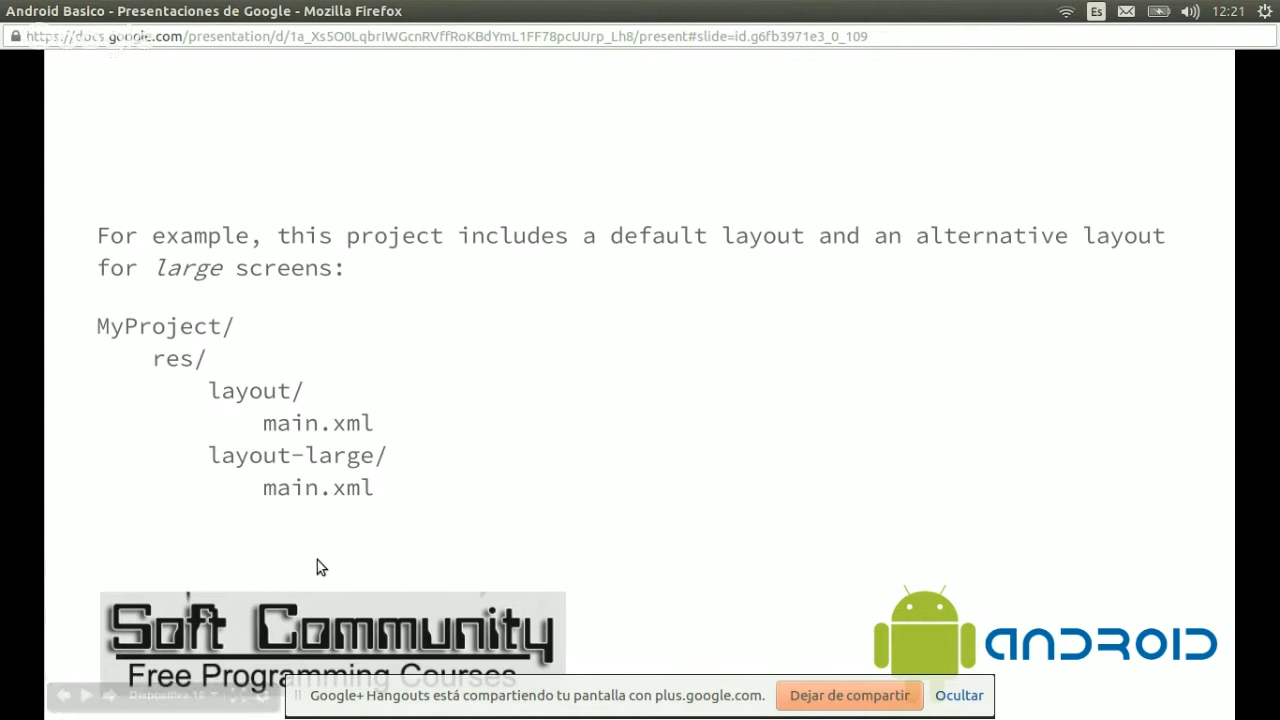 Android Basico - Presentaciones de Google - Mozilla Firefox
Es
12:21
https://docs.google.com/presentation/d/1a_Xs5O0LqbrIWGcnRVffRoKBdYmL1FF78pcUUrp_Lh8/present#slide=id.g6fb3971e3_0_109
For example, this project includes a default layout and an alternative layout
for large screens:
MyProject/
res/
layout/
main.xml
layout-large/
main.xml
Soft Community
Free Programming Courses
ANDROID
Google+ Hangouts está compartiendo tu pantalla con plus.google.com.
Dejar de compartir
Ocultar